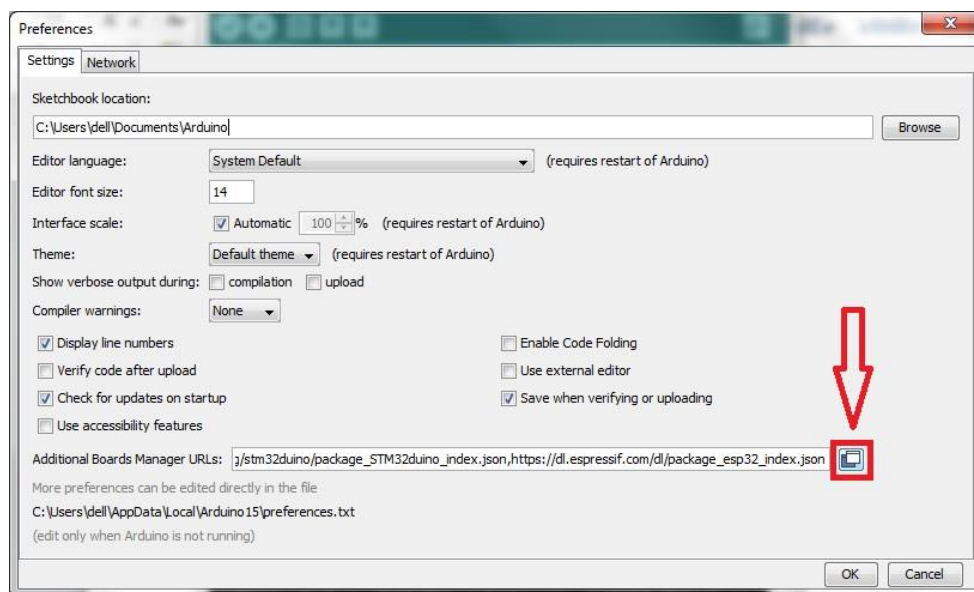 Preferences
Settings Network
Sketchbook location:
C:\Users\dell\Documents\Arduino
Browse
Editor language: System Default (requires restart of Arduino)
Editor font size: 14
Interface scale: Automatic 100 % (requires restart of Arduino)
Theme: Default theme (requires restart of Arduino)
Show verbose output during: compilation upload
Compiler warnings: None
Display line numbers Enable Code Folding
Verify code after upload Use external editor
Check for updates on startup Save when verifying or uploading
Use accessibility features
Additional Boards Manager URLs: g/stm32duino/package_STM32duino_index.json,https://dl.espressif.com/dl/package_esp32_index.json
More preferences can be edited directly in the file
C:\Users\dell\AppData\Local\Arduino15\preferences.txt
(edit only when Arduino is not running)
OK Cancel